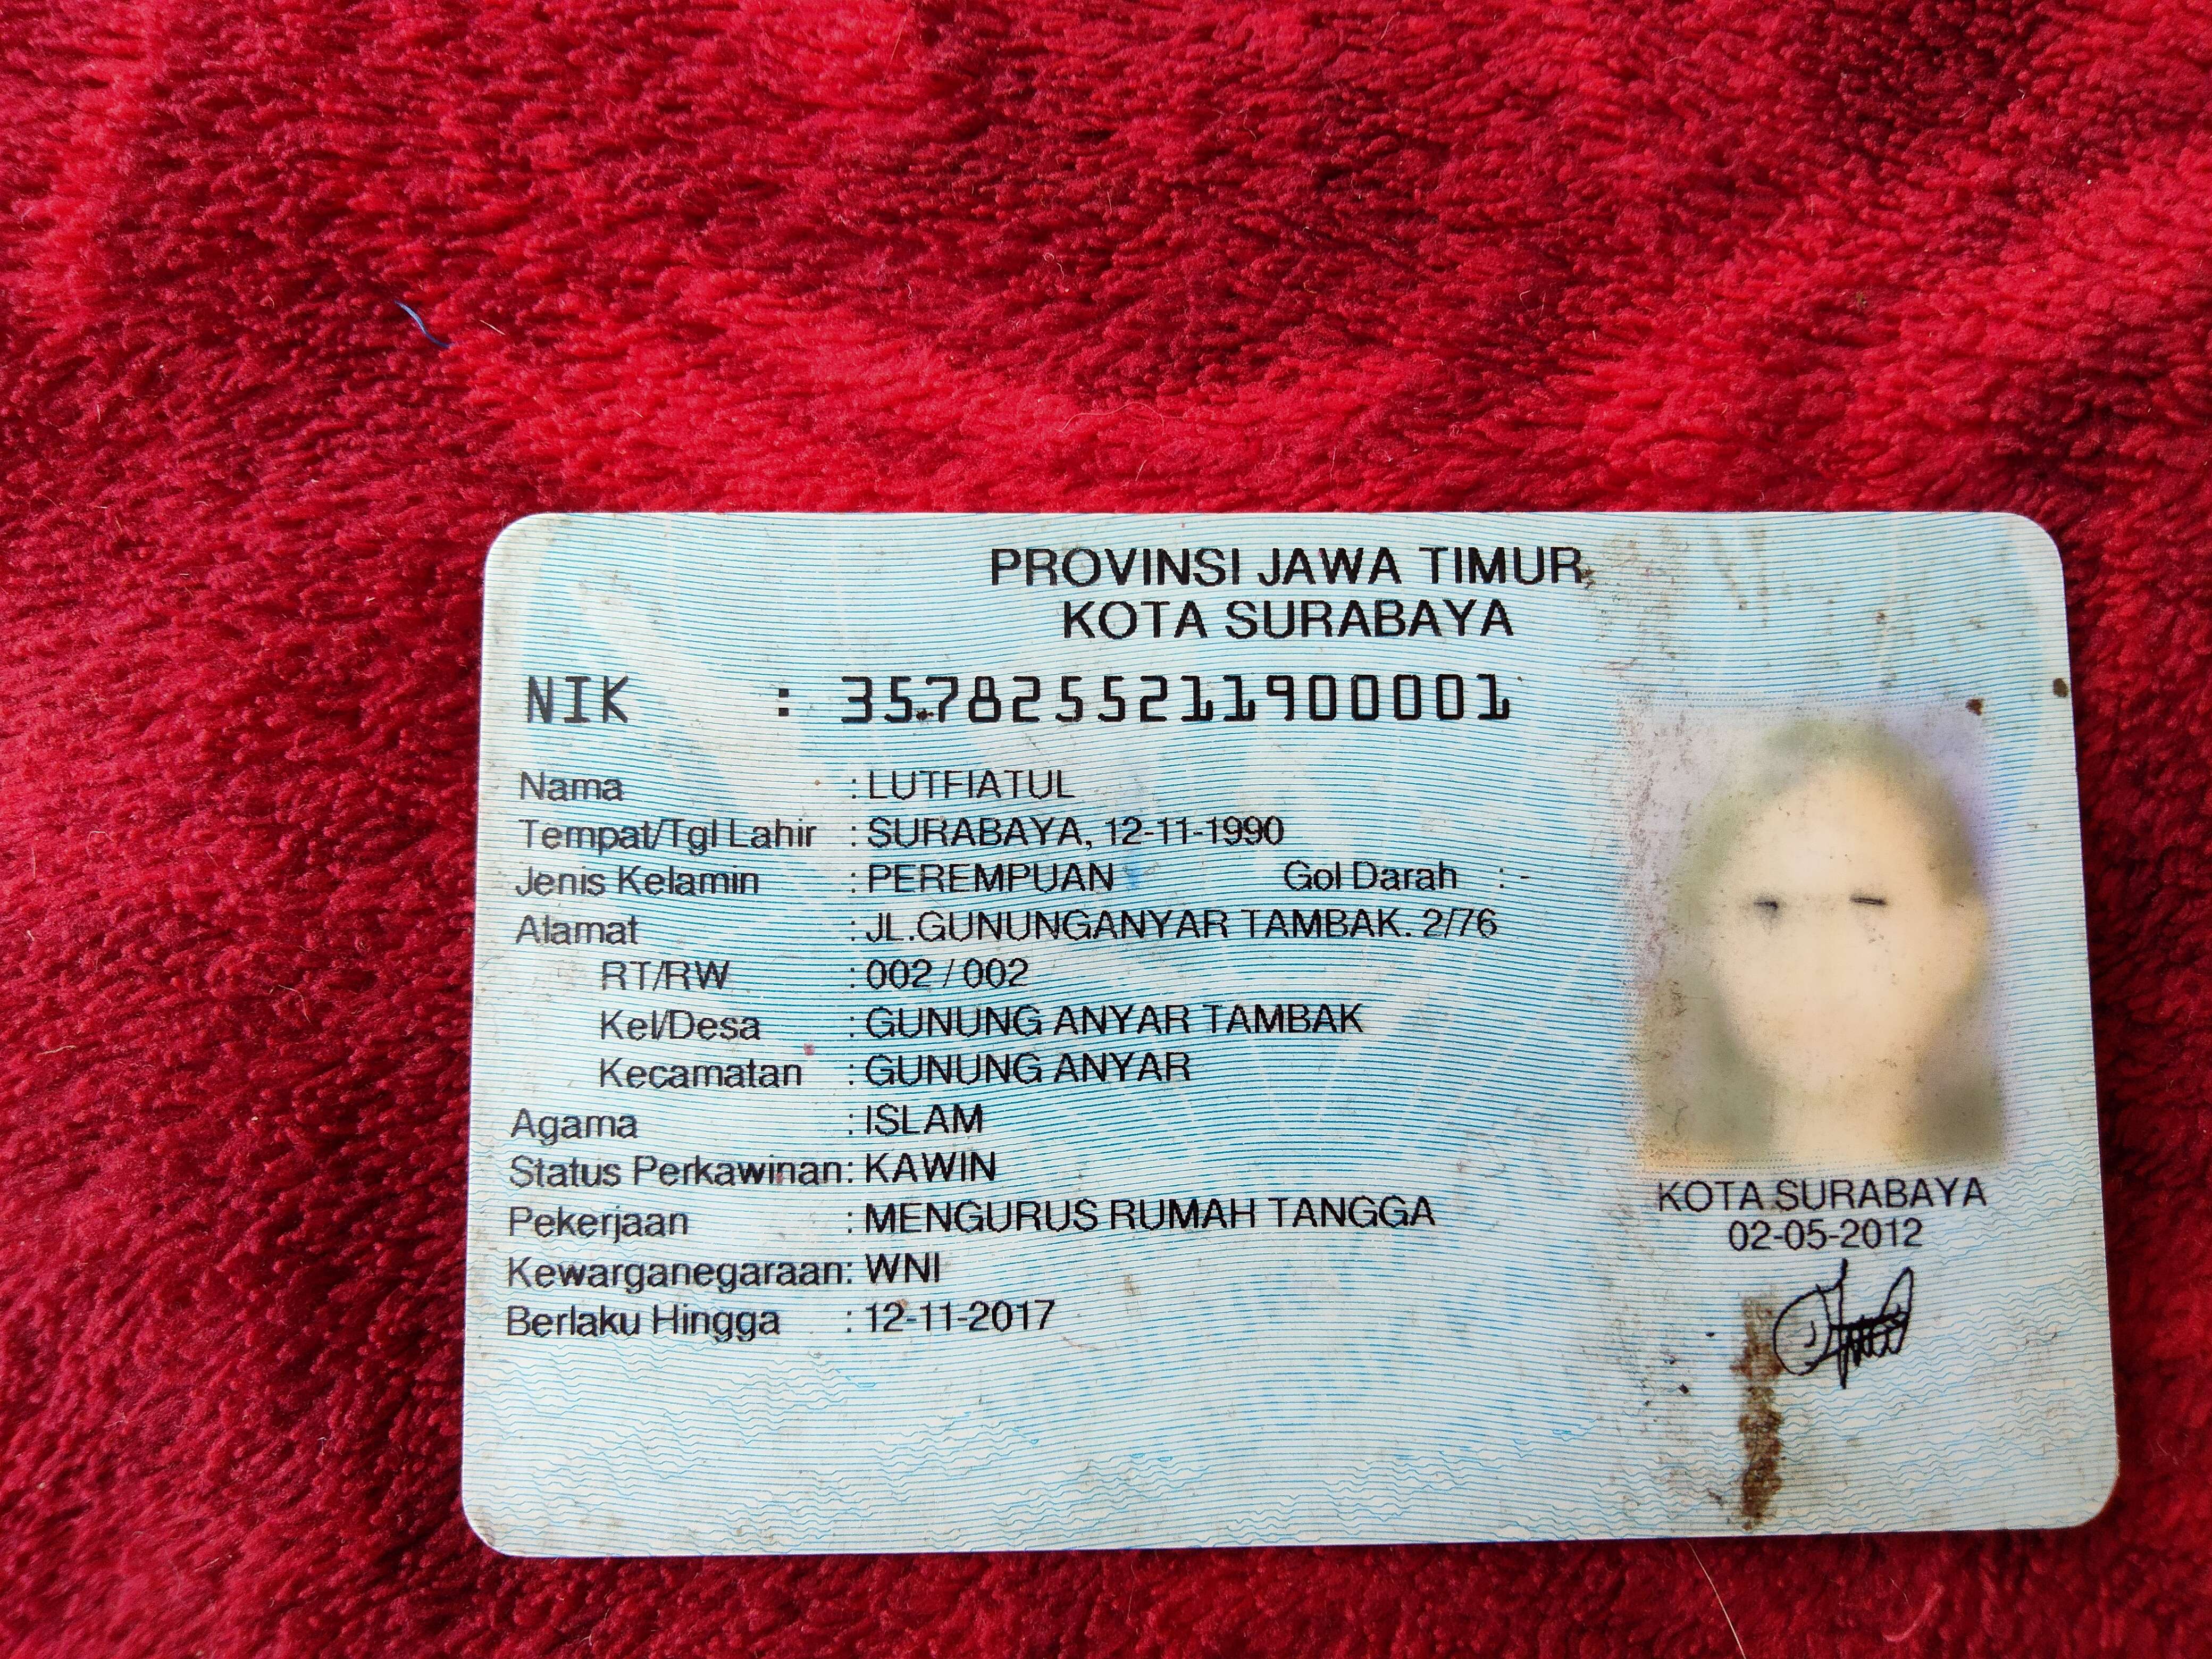 PROVINSI JAWA TIMUR
KOTA SURABAYA
NIK : 3578255211900001
Nama : LUTFIATUL
Tempat/Tgl Lahir : SURABAYA, 12-11-1990
Jenis Kelamin : PEREMPUAN Gol Darah : -
Alamat : JL.GUNUNGANYAR TAMBAK. 2/76
RT/RW : 002 / 002
Kel/Desa : GUNUNG ANYAR TAMBAK
Kecamatan : GUNUNG ANYAR
Agama : ISLAM
Status Perkawinan: KAWIN
Pekerjaan : MENGURUS RUMAH TANGGA
Kewarganegaraan: WNI
Berlaku Hingga : 12-11-2017
KOTA SURABAYA
02-05-2012